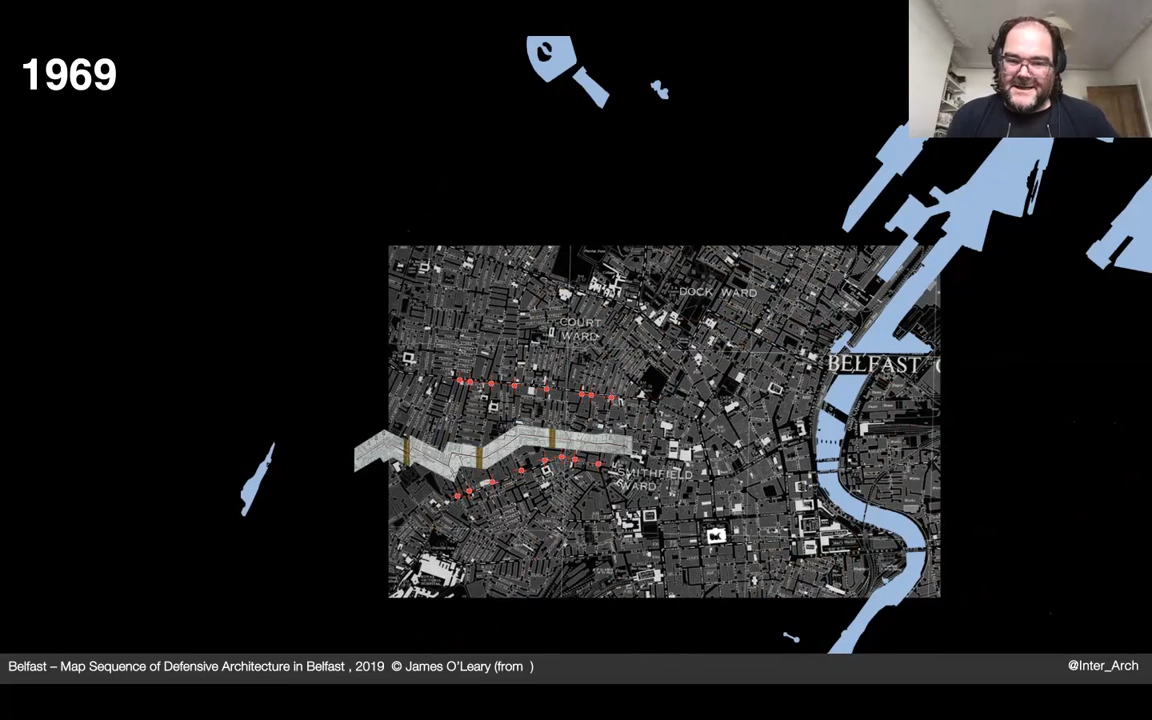 1969
DOCK WARD
COURT
WARD
BELFAST
SMITHFIELD
WARD
Belfast – Map Sequence of Defensive Architecture in Belfast , 2019 © James O'Leary (from )
@Inter_Arch